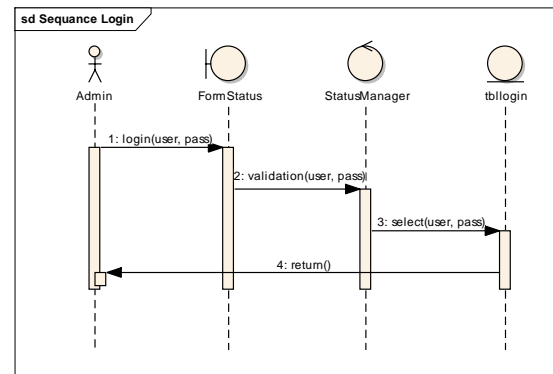 sd Sequance Login
Admin
FormStatus
StatusManager
tbllogin
1: login(user, pass)
2: validation(user, pass)
3: select(user, pass)
4: return()